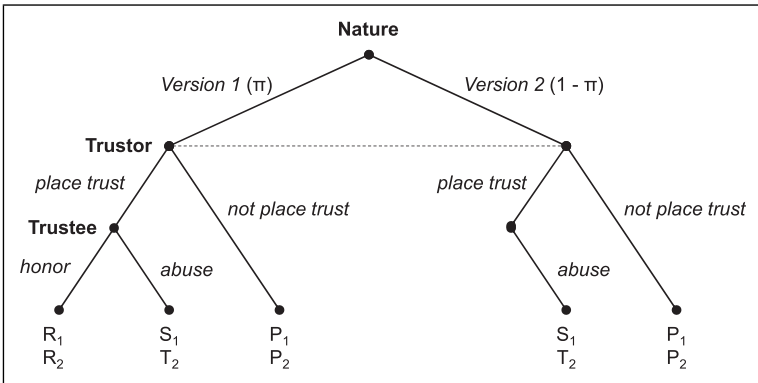 Nature
Version 1 (π)
Version 2 (1 - π)
Trustor
place trust
not place trust
place trust
not place trust
Trustee
honor
abuse
abuse
R₁ S₁ P₁ S₁ P₁
R₂ T₂ P₂ T₂ P₂